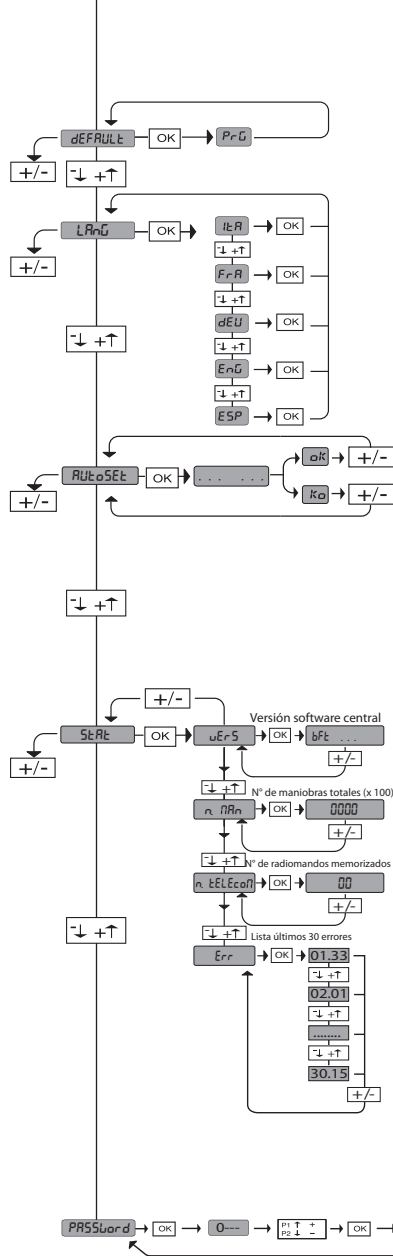 dEFAULt OK PrG
+/- -↓ +↑
LAnG OK ItA OK
+/- -↓ +↑
FrA OK
-↓ +↑
-↓ +↑ dEU OK
-↓ +↑
EnG OK
-↓ +↑
ESP OK
AUtoSEt OK . . . . . . oK +/-
+/- Ko +/-
-↓ +↑
+/-
Versión software central
StAt OK vErS OK bFt ...
+/- +/-
-↓ +↑ N° de maniobras totales (x 100)
n. MAn OK 0000
+/-
-↓ +↑ N° de radiomandos memorizados
n. tELEcoM OK 00
+/-
-↓ +↑ -↓ +↑ Lista últimos 30 errores
Err OK 01.33
-↓ +↑
02.01
-↓ +↑
........
-↓ +↑
30.15
+/-
PASSword OK 0--- P1 ↑ + OK
P2 ↓ -